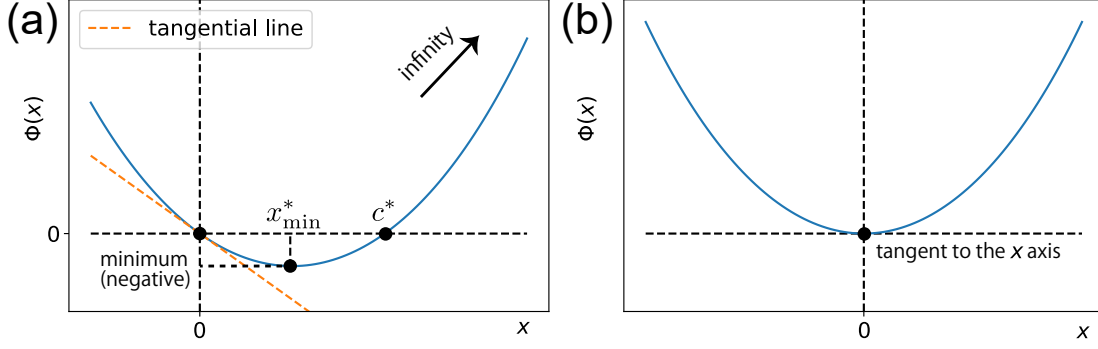 (a)
tangential line
infinity
Φ(x)
x*min
c*
0
minimum
(negative)
0
x
(b)
Φ(x)
tangent to the x axis
0
x